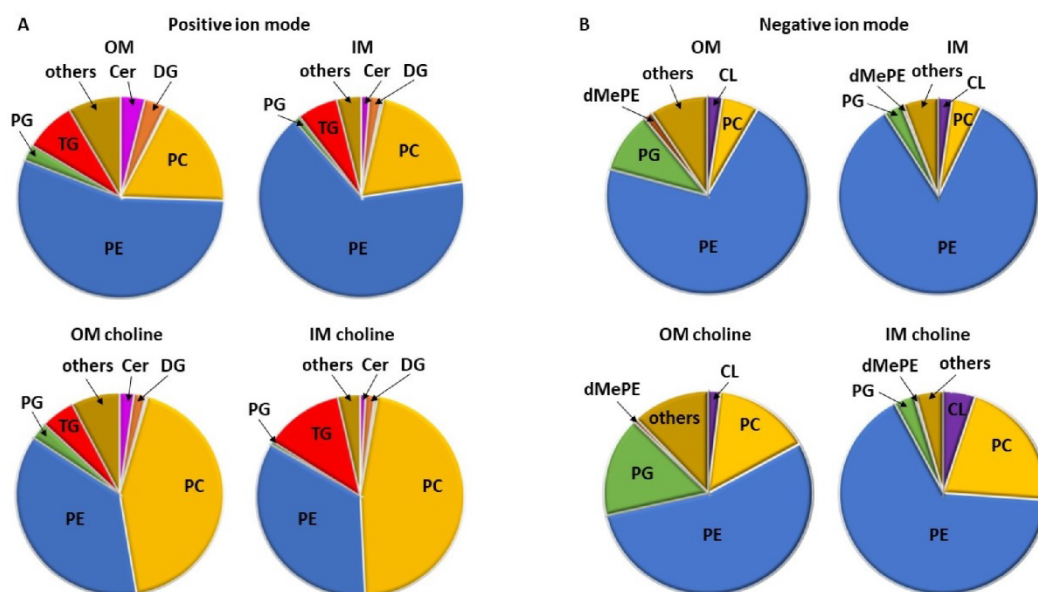 A Positive ion mode
OM
others Cer DG
PG
TG
PC
PE
IM
others Cer DG
PG
TG
PC
PE
OM choline
others Cer DG
PG
TG
PC
PE
IM choline
others Cer DG
PG
TG
PC
PE
B Negative ion mode
OM
others CL
dMePE
PC
PG
PE
IM
others
dMePE CL
PG
PC
PE
OM choline
CL
dMePE
others
PC
PG
PE
IM choline
others
dMePE
PG
CL
PC
PE